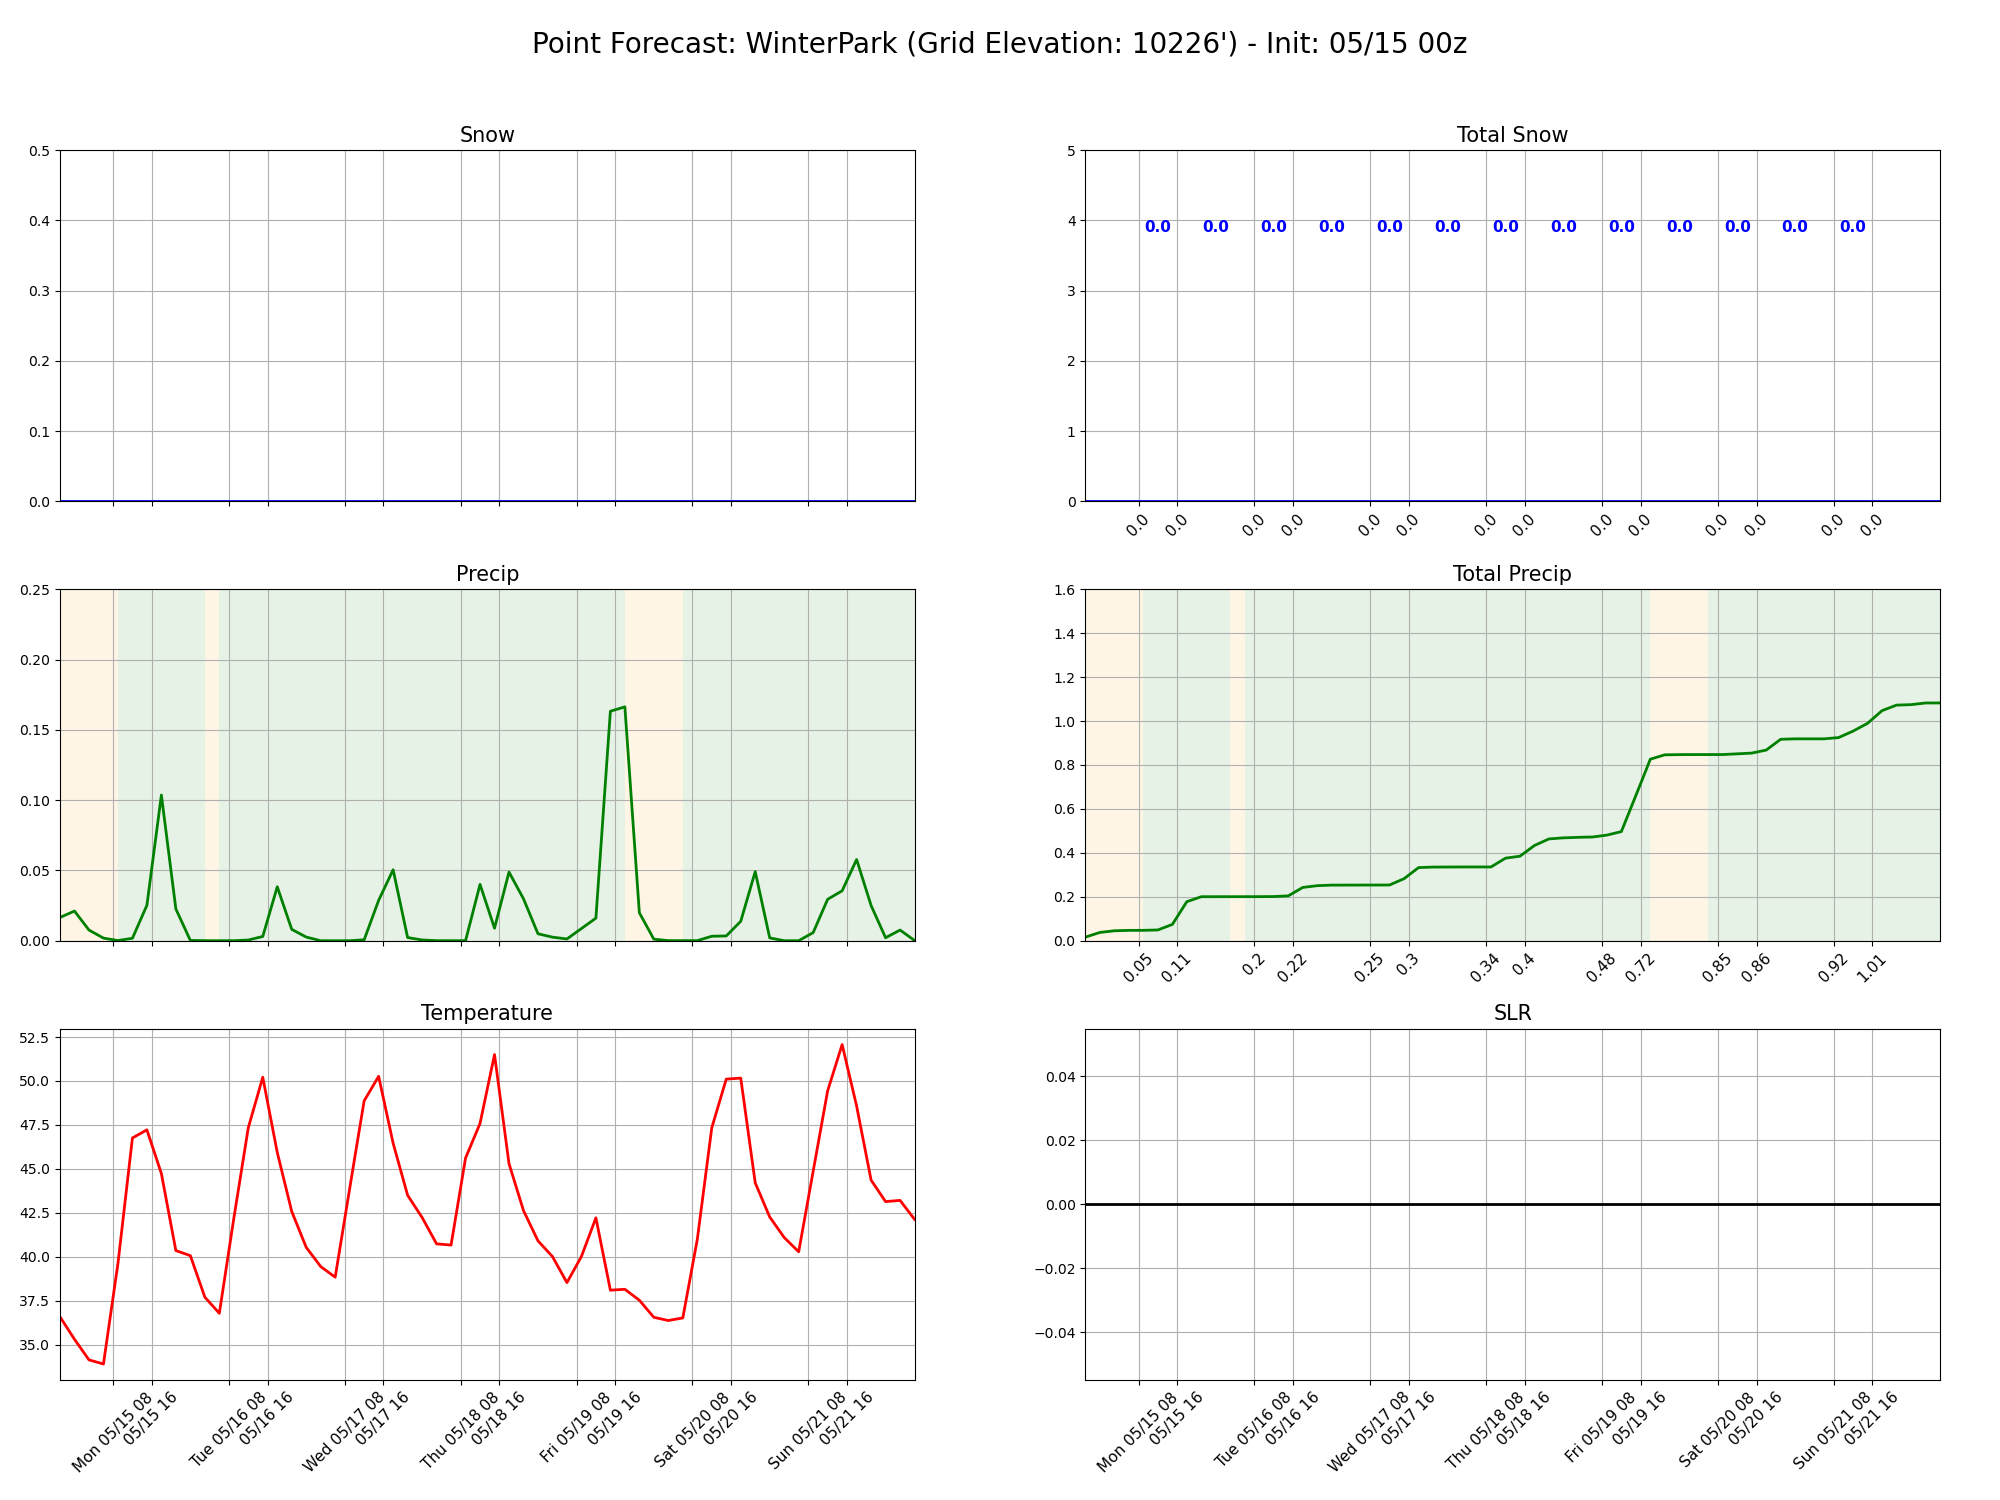 Point Forecast: WinterPark (Grid Elevation: 10226') - Init: 05/15 00z
Snow
0.5
0.4
0.3
0.2
0.1
0.0
Total Snow
5
4
3
2
1
0
0.0 0.0 0.0 0.0 0.0 0.0 0.0 0.0 0.0 0.0 0.0 0.0 0.0
0.0 0.0 0.0 0.0 0.0 0.0 0.0 0.0 0.0 0.0 0.0 0.0 0.0 0.0
Precip
0.25
0.20
0.15
0.10
0.05
0.00
Total Precip
1.6
1.4
1.2
1.0
0.8
0.6
0.4
0.2
0.0
0.05 0.11 0.2 0.22 0.25 0.3 0.34 0.4 0.48 0.72 0.85 0.86 0.92 1.01
Temperature
52.5
50.0
47.5
45.0
42.5
40.0
37.5
35.0
Mon 05/15 08
05/15 16
Tue 05/16 08
05/16 16
Wed 05/17 08
05/17 16
Thu 05/18 08
05/18 16
Fri 05/19 08
05/19 16
Sat 05/20 08
05/20 16
Sun 05/21 08
05/21 16
SLR
0.04
0.02
0.00
−0.02
−0.04
Mon 05/15 08
05/15 16
Tue 05/16 08
05/16 16
Wed 05/17 08
05/17 16
Thu 05/18 08
05/18 16
Fri 05/19 08
05/19 16
Sat 05/20 08
05/20 16
Sun 05/21 08
05/21 16